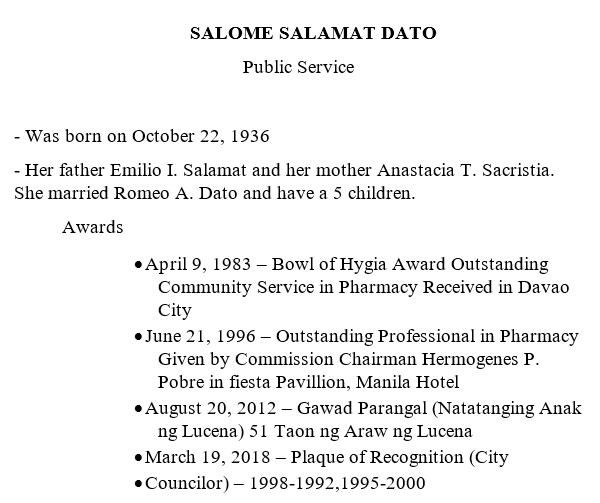 SALOME SALAMAT DATO
Public Service
- Was born on October 22, 1936
- Her father Emilio I. Salamat and her mother Anastacia T. Sacristia.
She married Romeo A. Dato and have a 5 children.
Awards
•April 9, 1983 – Bowl of Hygia Award Outstanding
Community Service in Pharmacy Received in Davao
City
•June 21, 1996 – Outstanding Professional in Pharmacy
Given by Commission Chairman Hermogenes P.
Pobre in fiesta Pavillion, Manila Hotel
•August 20, 2012 – Gawad Parangal (Natatanging Anak
ng Lucena) 51 Taon ng Araw ng Lucena
•March 19, 2018 – Plaque of Recognition (City
•Councilor) – 1998-1992,1995-2000